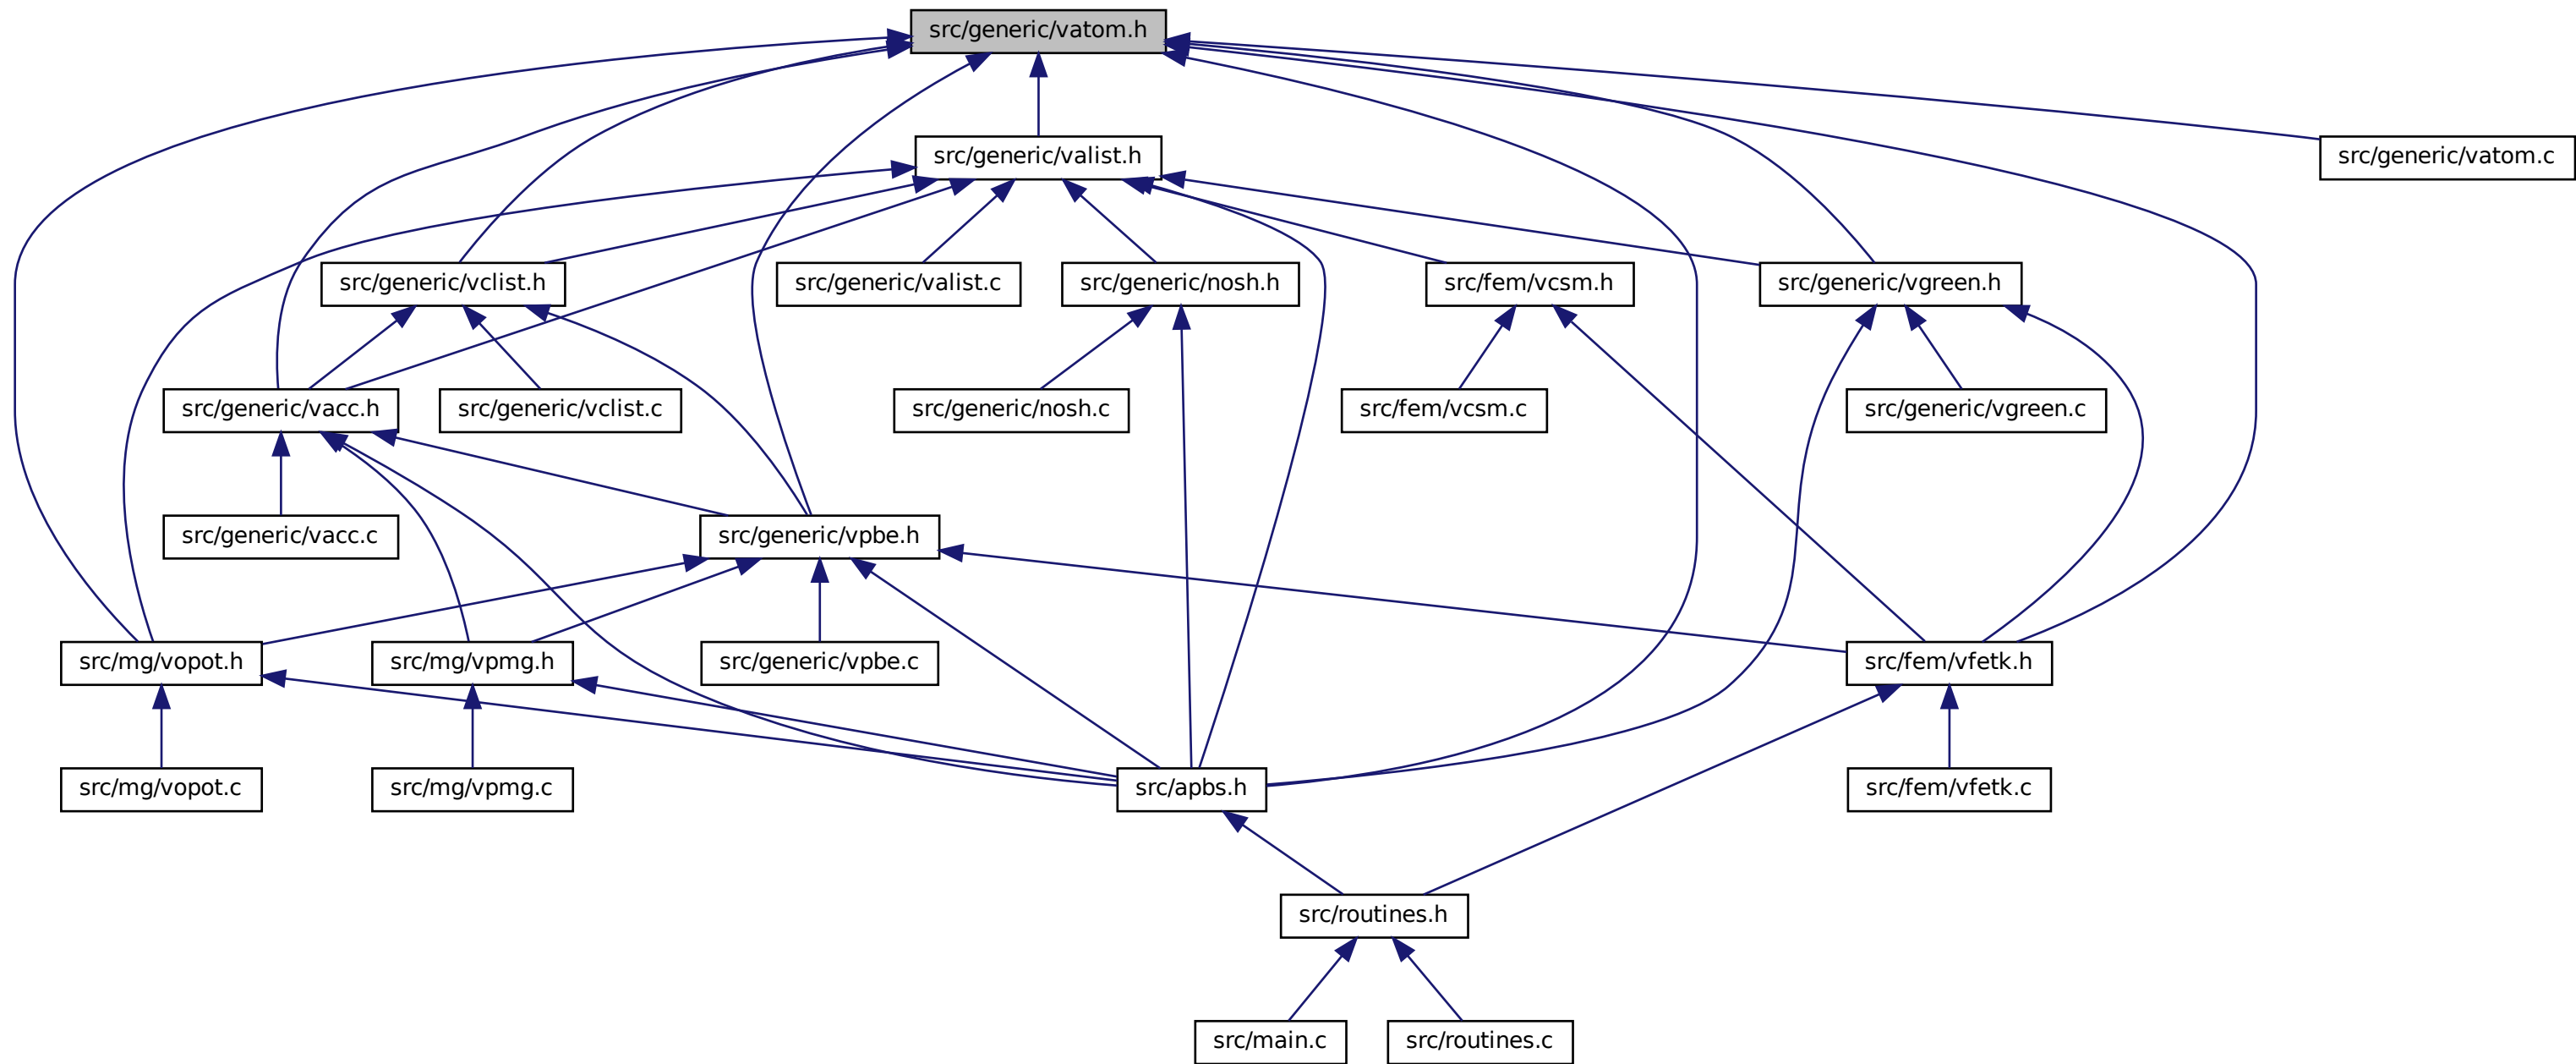 src/generic/vatom.h
src/generic/valist.h
src/generic/vatom.c
src/generic/vclist.h
src/generic/valist.c
src/generic/nosh.h
src/fem/vcsm.h
src/generic/vgreen.h
src/generic/vacc.h
src/generic/vclist.c
src/generic/nosh.c
src/fem/vcsm.c
src/generic/vgreen.c
src/generic/vacc.c
src/generic/vpbe.h
src/mg/vopot.h
src/mg/vpmg.h
src/generic/vpbe.c
src/fem/vfetk.h
src/mg/vopot.c
src/mg/vpmg.c
src/apbs.h
src/fem/vfetk.c
src/routines.h
src/main.c
src/routines.c